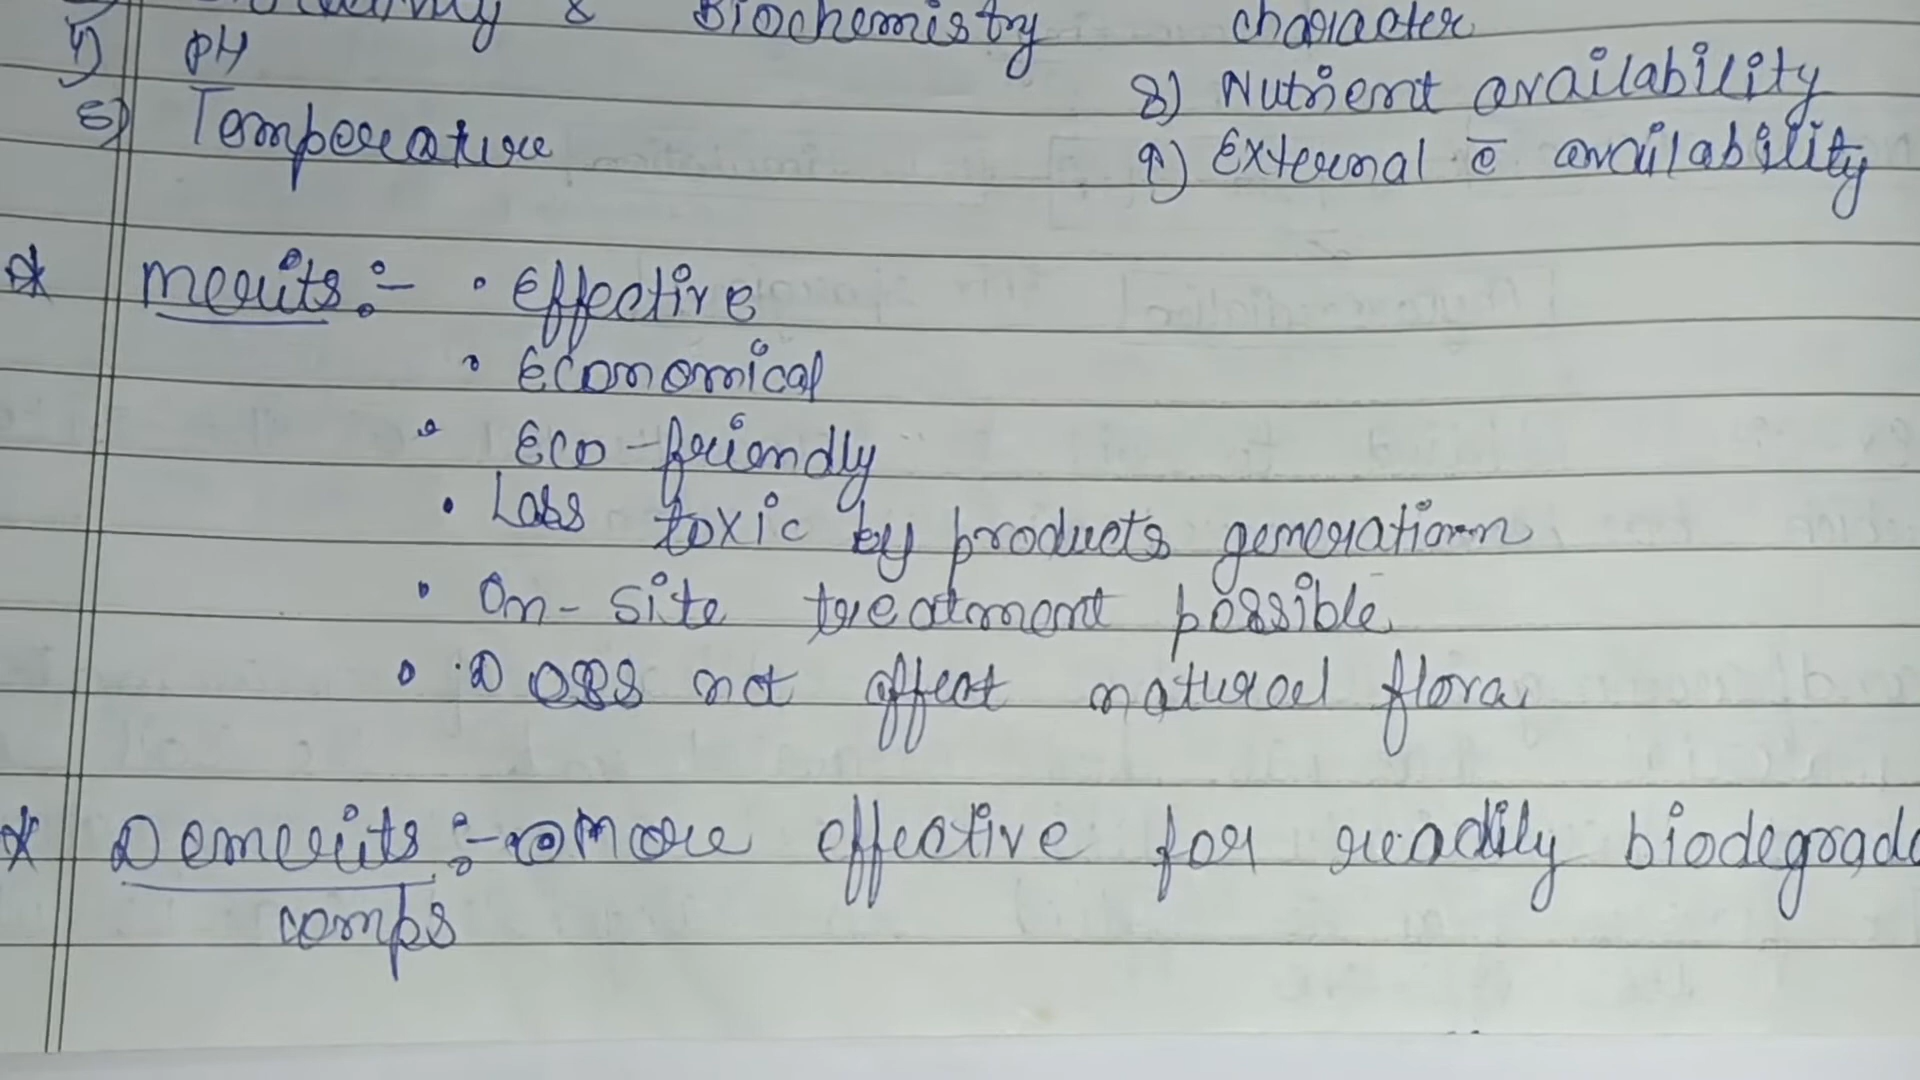 & Biochemistry character
4) PH
8) Nutrient availability
5) Temperature
9) External ē availability
* merits :- • Effective
• Economical
• Eco-friendly
• Less toxic by products generation
• On-site treatment possible
• Does not affect natural flora
* Demerits :- more effective for readily biodegrada
comps